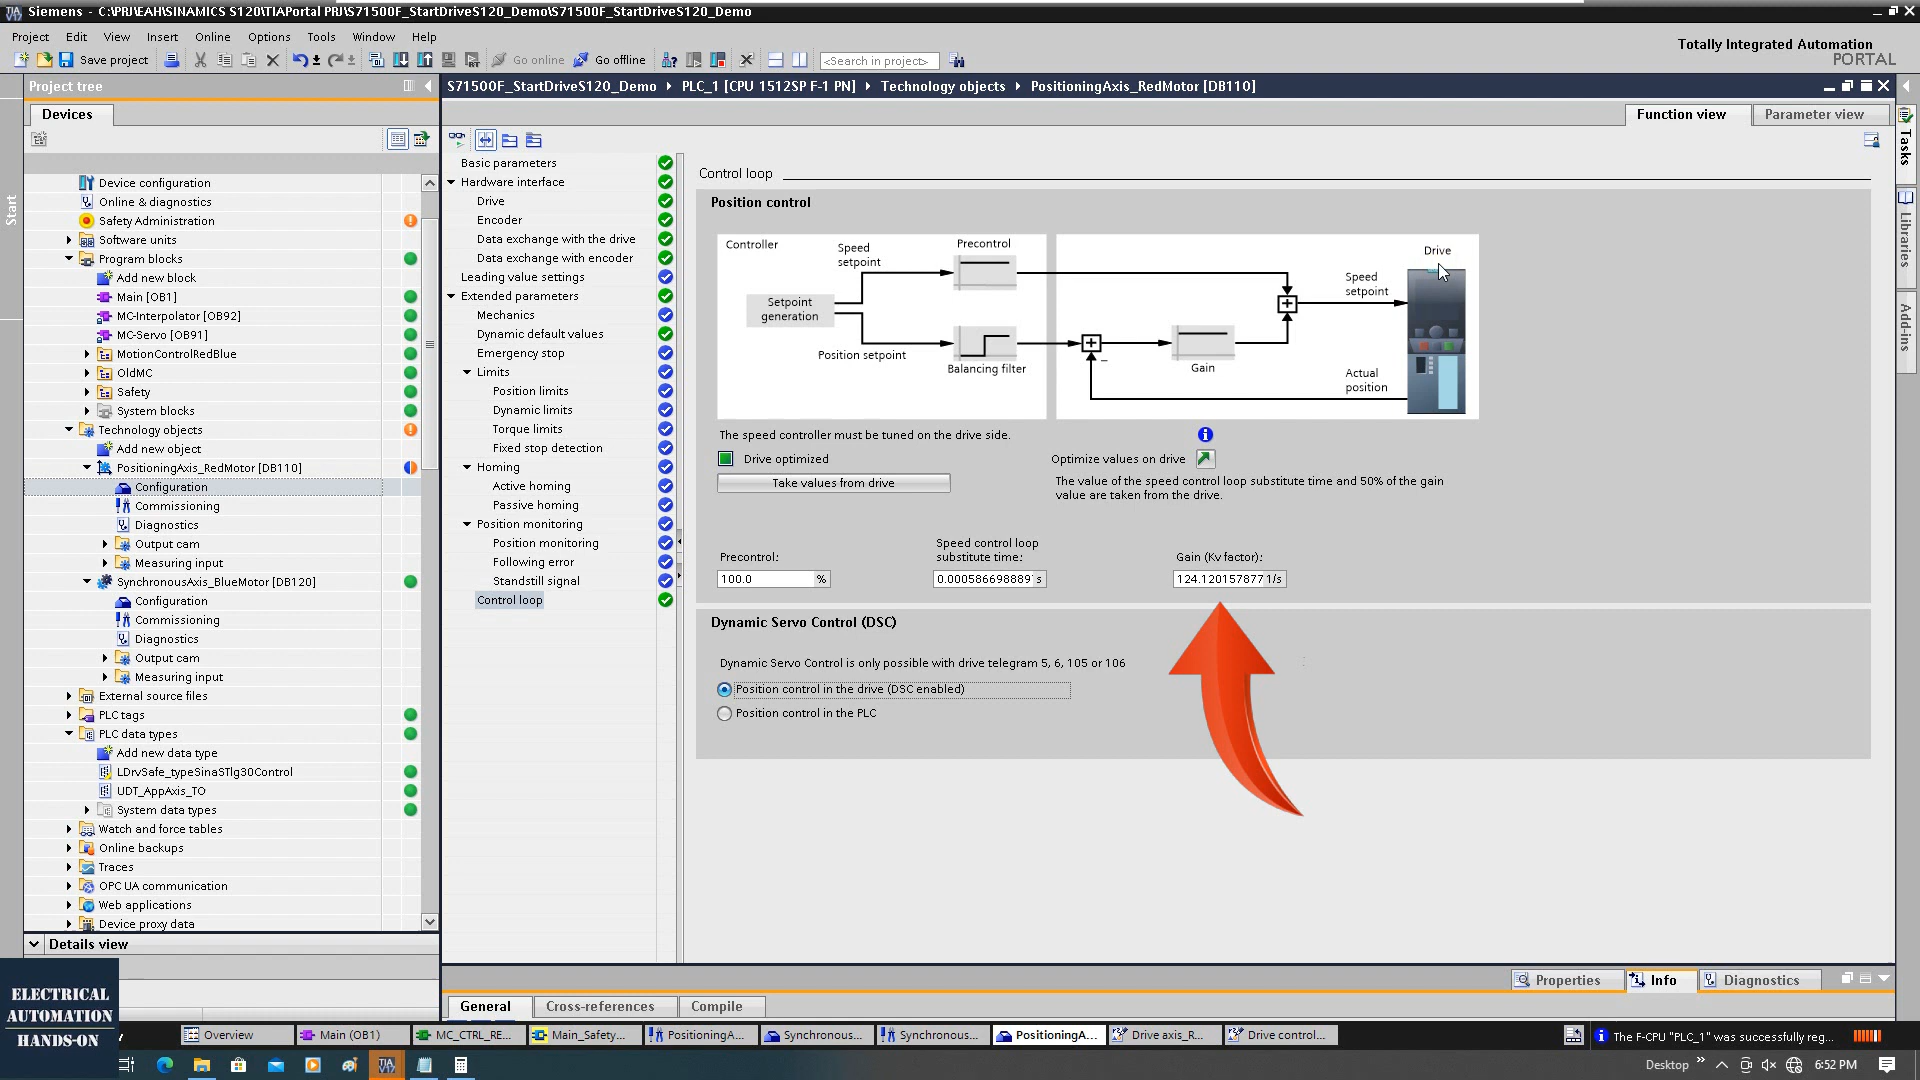 Siemens - C:\PRJ\EAH\SINAMICS S120\TIAPortal PRJ\S71500F_StartDriveS120_Demo\S71500F_StartDriveS120_Demo
Project Edit View Insert Online Options Tools Window Help
Totally Integrated Automation
PORTAL
Save project
Go online
Go offline
<Search in project>
Project tree
S71500F_StartDriveS120_Demo
PLC_1 [CPU 1512SP F-1 PN]
Technology objects
PositioningAxis_RedMotor [DB110]
Devices
Function view
Parameter view
Start
Device configuration
Online & diagnostics
Safety Administration
Software units
Program blocks
Add new block
Main [OB1]
MC-Interpolator [OB92]
MC-Servo [OB91]
MotionControlRedBlue
OldMC
Safety
System blocks
Technology objects
Add new object
PositioningAxis_RedMotor [DB110]
Configuration
Commissioning
Diagnostics
Output cam
Measuring input
SynchronousAxis_BlueMotor [DB120]
Configuration
Commissioning
Diagnostics
Output cam
Measuring input
External source files
PLC tags
PLC data types
Add new data type
LDrvSafe_typeSinaSTlg30Control
UDT_AppAxis_TO
System data types
Watch and force tables
Online backups
Traces
OPC UA communication
Web applications
Device proxy data
Details view
Basic parameters
Hardware interface
Drive
Encoder
Data exchange with the drive
Data exchange with encoder
Leading value settings
Extended parameters
Mechanics
Dynamic default values
Emergency stop
Limits
Position limits
Dynamic limits
Torque limits
Fixed stop detection
Homing
Active homing
Passive homing
Position monitoring
Position monitoring
Following error
Standstill signal
Control loop
Control loop
Position control
Controller
Speed
setpoint
Precontrol
Setpoint
generation
Position setpoint
Balancing filter
Gain
Speed
setpoint
Actual
position
Drive
The speed controller must be tuned on the drive side.
Drive optimized
Take values from drive
Optimize values on drive
The value of the speed control loop substitute time and 50% of the gain
value are taken from the drive.
Precontrol:
100.0 %
Speed control loop
substitute time:
0.00058669889 s
Gain (Kv factor):
124.120157877 1/s
Dynamic Servo Control (DSC)
Dynamic Servo Control is only possible with drive telegram 5, 6, 105 or 106
Position control in the drive (DSC enabled)
Position control in the PLC
Tasks
Libraries
Add-ins
Properties
Info
Diagnostics
General
Cross-references
Compile
ELECTRICAL
AUTOMATION
HANDS-ON
Overview
Main (OB1)
MC_CTRL_RE...
Main_Safety...
PositioningA...
Synchronous...
Synchronous...
PositioningA...
Drive axis_R...
Drive control...
The F-CPU "PLC_1" was successfully reg...
Desktop
6:52 PM